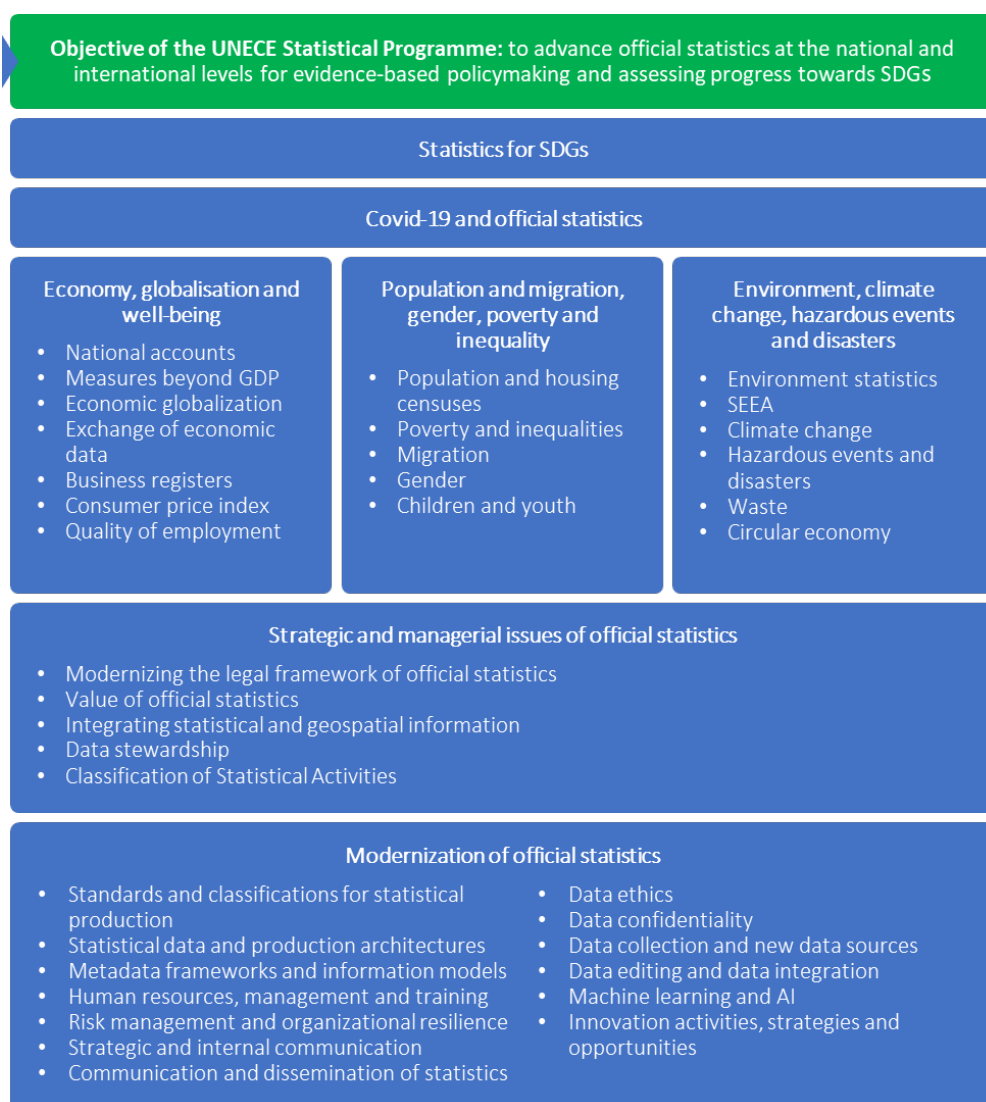 Objective of the UNECE Statistical Programme: to advance official statistics at the national and
international levels for evidence-based policymaking and assessing progress towards SDGs
Statistics for SDGs
Covid-19 and official statistics
Economy, globalisation and
well-being
• National accounts
• Measures beyond GDP
• Economic globalization
• Exchange of economic
data
• Business registers
• Consumer price index
• Quality of employment
Population and migration,
gender, poverty and
inequality
• Population and housing
censuses
• Poverty and inequalities
• Migration
• Gender
• Children and youth
Environment, climate
change, hazardous events
and disasters
• Environment statistics
• SEEA
• Climate change
• Hazardous events and
disasters
• Waste
• Circular economy
Strategic and managerial issues of official statistics
• Modernizing the legal framework of official statistics
• Value of official statistics
• Integrating statistical and geospatial information
• Data stewardship
• Classification of Statistical Activities
Modernization of official statistics
• Standards and classifications for statistical
production
• Statistical data and production architectures
• Metadata frameworks and information models
• Human resources, management and training
• Risk management and organizational resilience
• Strategic and internal communication
• Communication and dissemination of statistics
• Data ethics
• Data confidentiality
• Data collection and new data sources
• Data editing and data integration
• Machine learning and AI
• Innovation activities, strategies and
opportunities